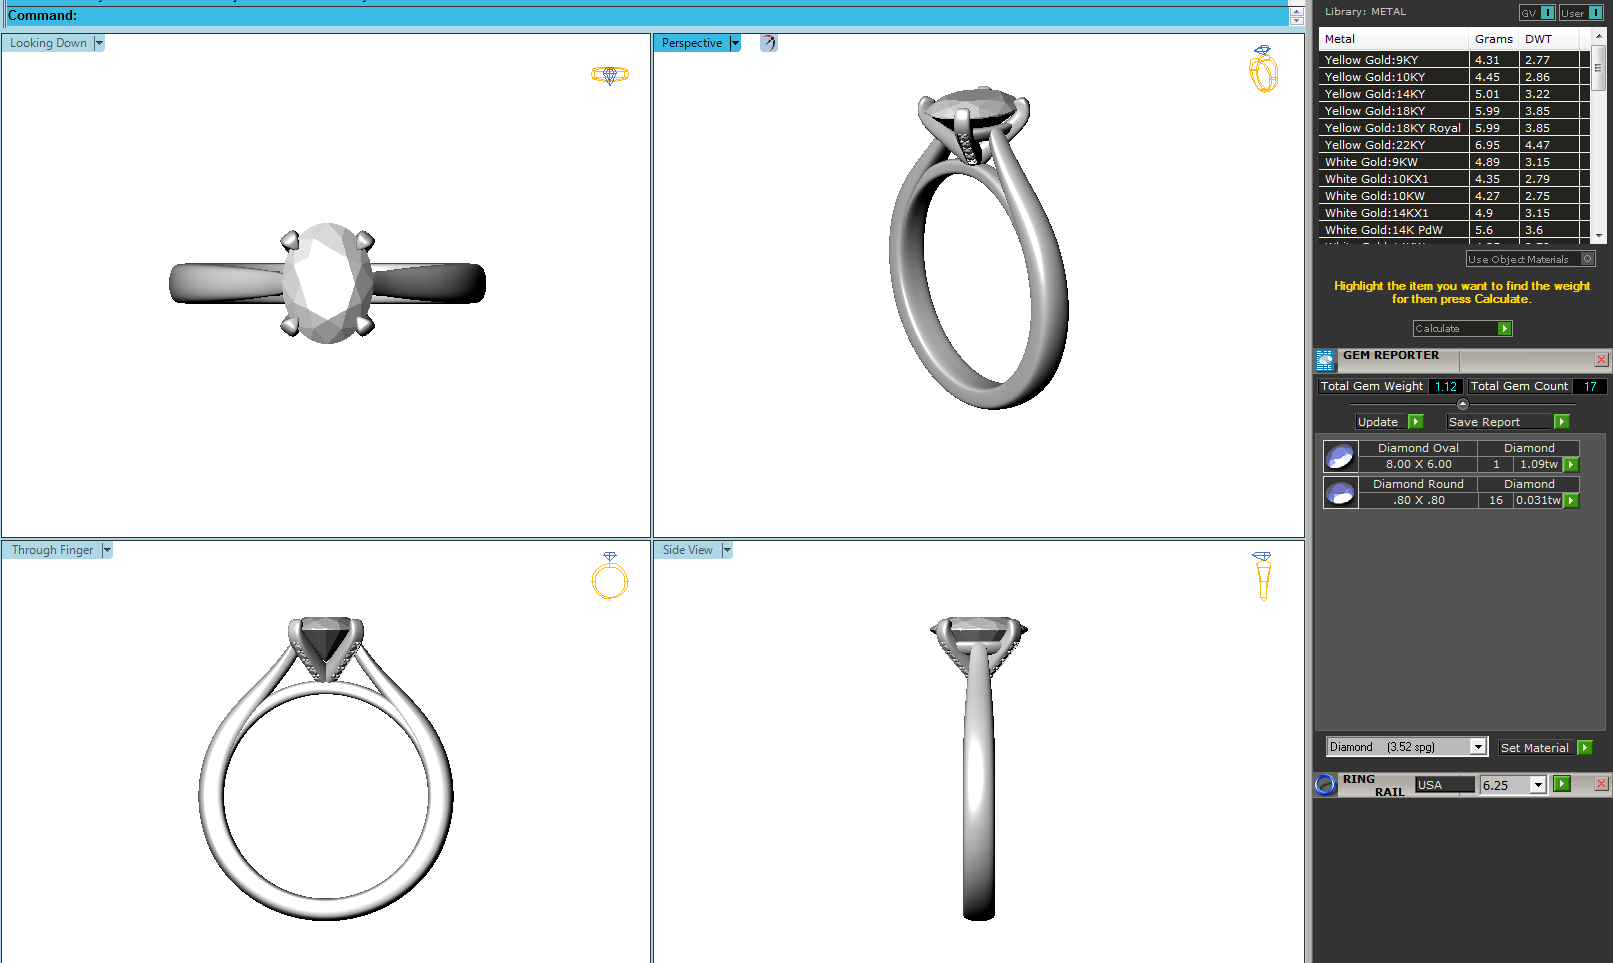 Command:
Looking Down
Perspective
Through Finger
Side View
Library: METAL
GV
User
Metal Grams DWT
Yellow Gold:9KY 4.31 2.77
Yellow Gold:10KY 4.45 2.86
Yellow Gold:14KY 5.01 3.22
Yellow Gold:18KY 5.99 3.85
Yellow Gold:18KY Royal 5.99 3.85
Yellow Gold:22KY 6.95 4.47
White Gold:9KW 4.89 3.15
White Gold:10KX1 4.35 2.79
White Gold:10KW 4.27 2.75
White Gold:14KX1 4.9 3.15
White Gold:14K PdW 5.6 3.6
Use Object Materials
Highlight the item you want to find the weight
for then press Calculate.
Calculate
GEM REPORTER
Total Gem Weight 1.12 Total Gem Count 17
Update Save Report
Diamond Oval Diamond
8.00 X 6.00 1 1.09tw
Diamond Round Diamond
.80 X .80 16 0.031tw
Diamond (3.52 spg) Set Material
RING
RAIL
USA 6.25